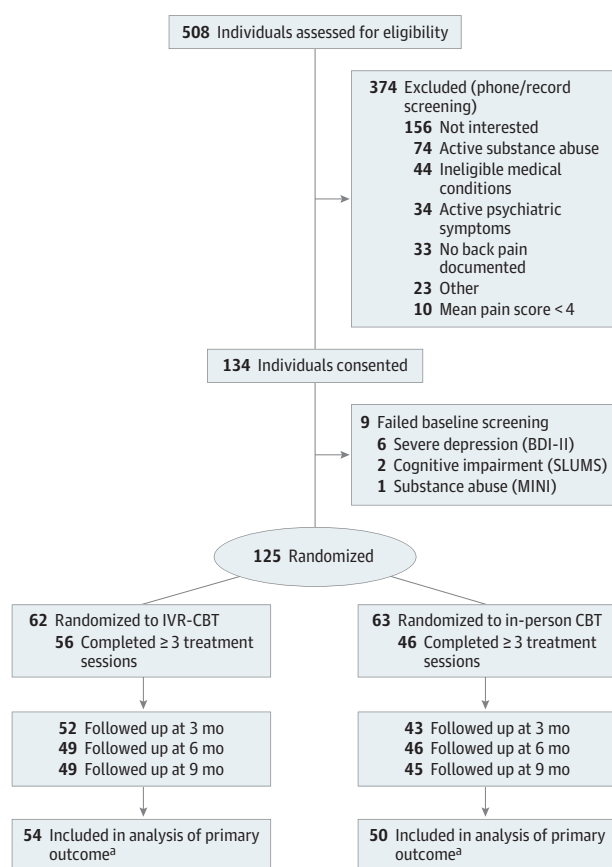 508 Individuals assessed for eligibility
374 Excluded (phone/record
screening)
156 Not interested
74 Active substance abuse
44 Ineligible medical
conditions
34 Active psychiatric
symptoms
33 No back pain
documented
23 Other
10 Mean pain score < 4
134 Individuals consented
9 Failed baseline screening
6 Severe depression (BDI-II)
2 Cognitive impairment (SLUMS)
1 Substance abuse (MINI)
125 Randomized
62 Randomized to IVR-CBT
56 Completed ≥ 3 treatment
sessions
63 Randomized to in-person CBT
46 Completed ≥ 3 treatment
sessions
52 Followed up at 3 mo
49 Followed up at 6 mo
49 Followed up at 9 mo
43 Followed up at 3 mo
46 Followed up at 6 mo
45 Followed up at 9 mo
54 Included in analysis of primary
outcomeᵃ
50 Included in analysis of primary
outcomeᵃ